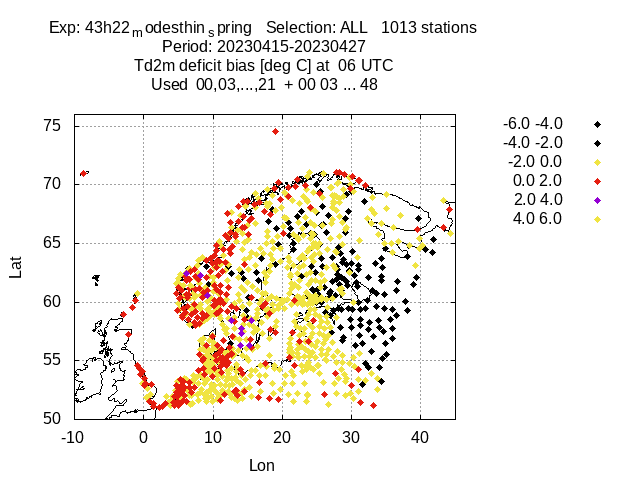 Exp: 43h22modesthinspring   Selection: ALL   1013 stations
Period: 20230415-20230427
Td2m deficit bias [deg C] at  06 UTC
Used  00,03,...,21  + 00 03 ... 48
-6.0 -4.0
-4.0 -2.0
-2.0 0.0
0.0 2.0
2.0 4.0
4.0 6.0
75
70
65
60
55
50
Lat
-10 0 10 20 30 40
Lon